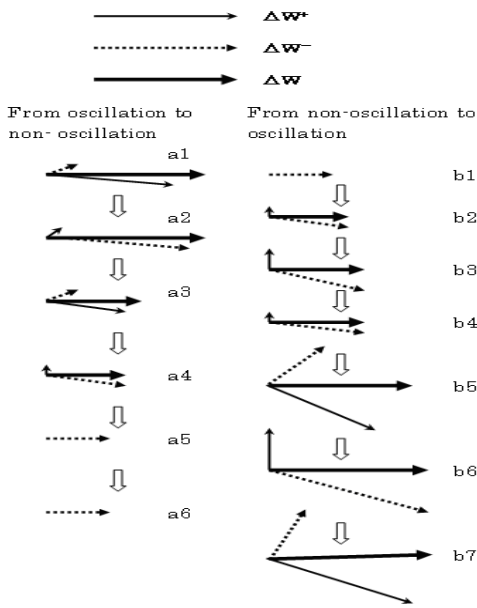 ΔW⁺
ΔW⁻
ΔW
From oscillation to
non- oscillation
a1
a2
a3
a4
a5
a6
From non-oscillation to
oscillation
b1
b2
b3
b4
b5
b6
b7